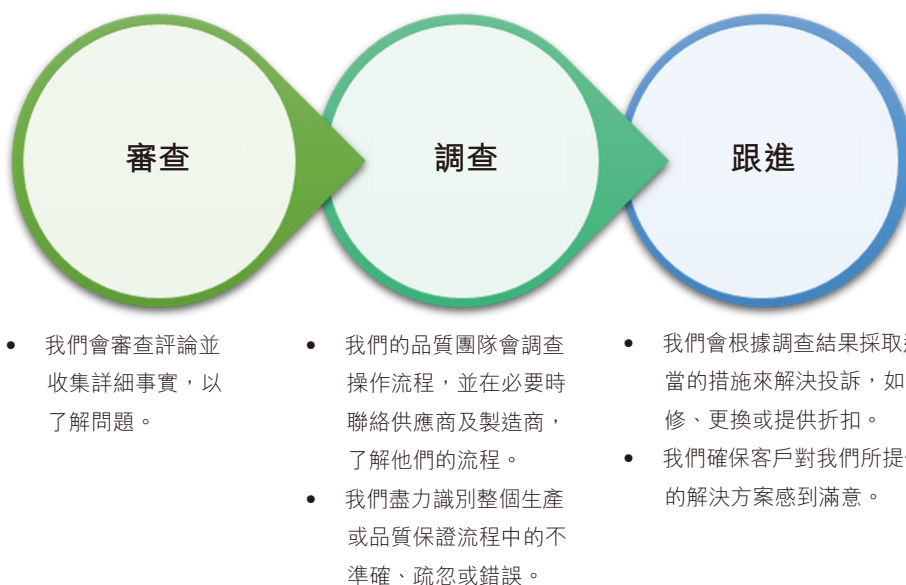 審查
調查
跟進
• 我們會審查評論並
收集詳細事實，以
了解問題。
• 我們的品質團隊會調查
操作流程，並在必要時
聯絡供應商及製造商，
了解他們的流程。
• 我們盡力識別整個生產
或品質保證流程中的不
準確、疏忽或錯誤。
• 我們會根據調查結果採取
當的措施來解決投訴，如
修、更換或提供折扣。
• 我們確保客戶對我們所提
的解決方案感到滿意。